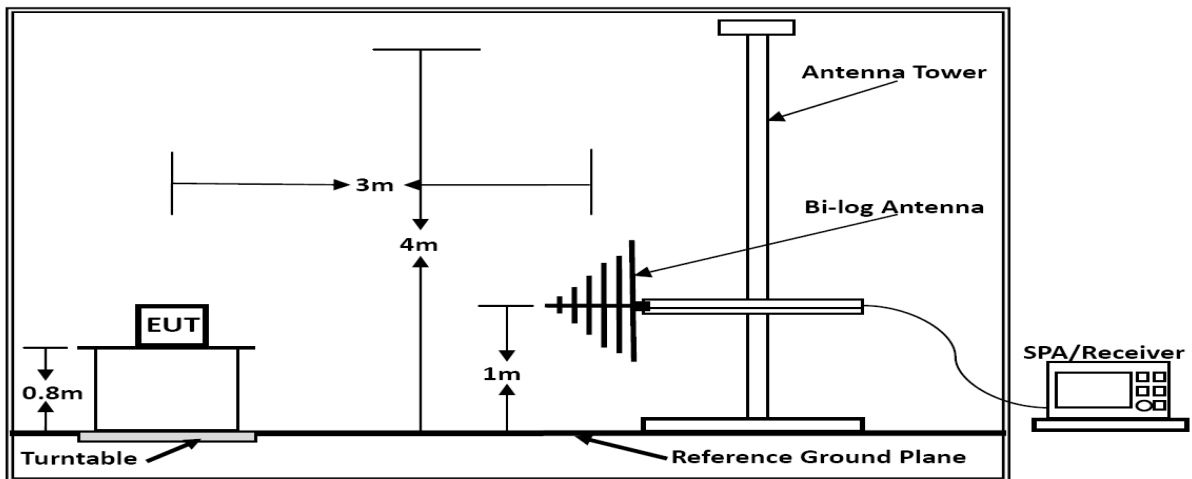 Antenna Tower
3m
Bi-log Antenna
4m
EUT
0.8m
1m
SPA/Receiver
Turntable
Reference Ground Plane